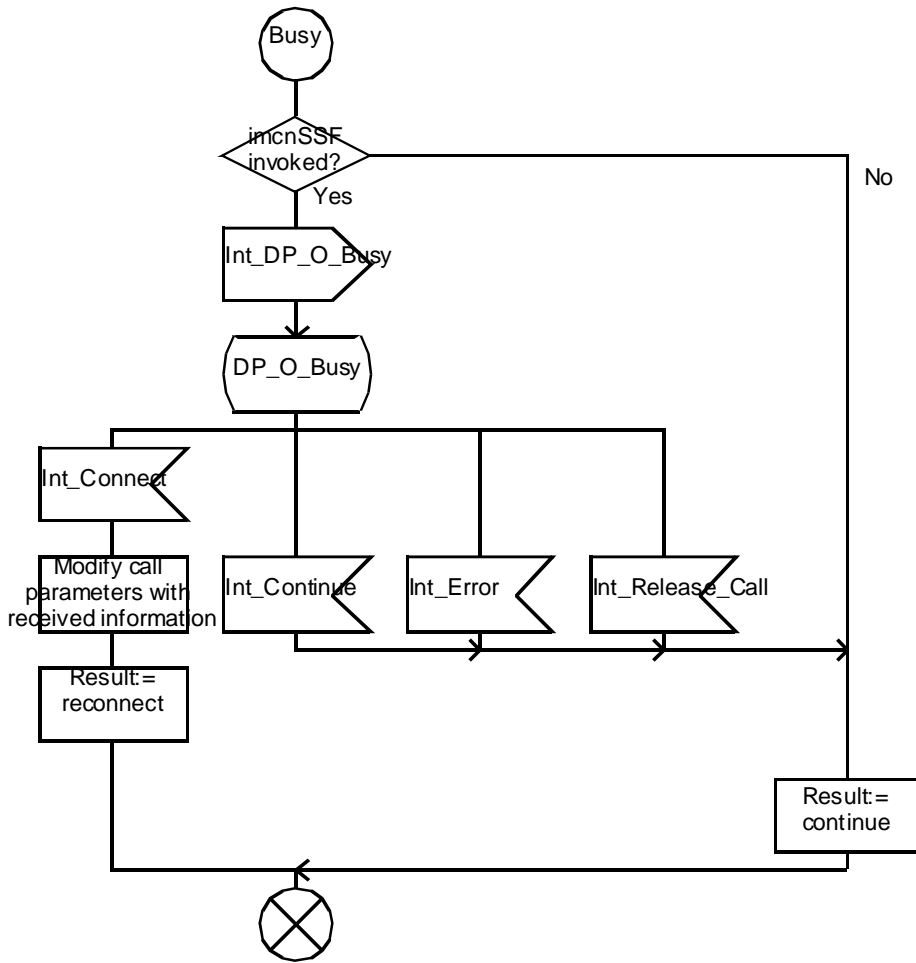 Busy
imcnSSF
invoked?
No
Yes
Int_DP_O_Busy
DP_O_Busy
Int_Connect
Modify call
parameters with
received information
Int_Continue
Int_Error
Int_Release_Call
Result:=
reconnect
Result:=
continue